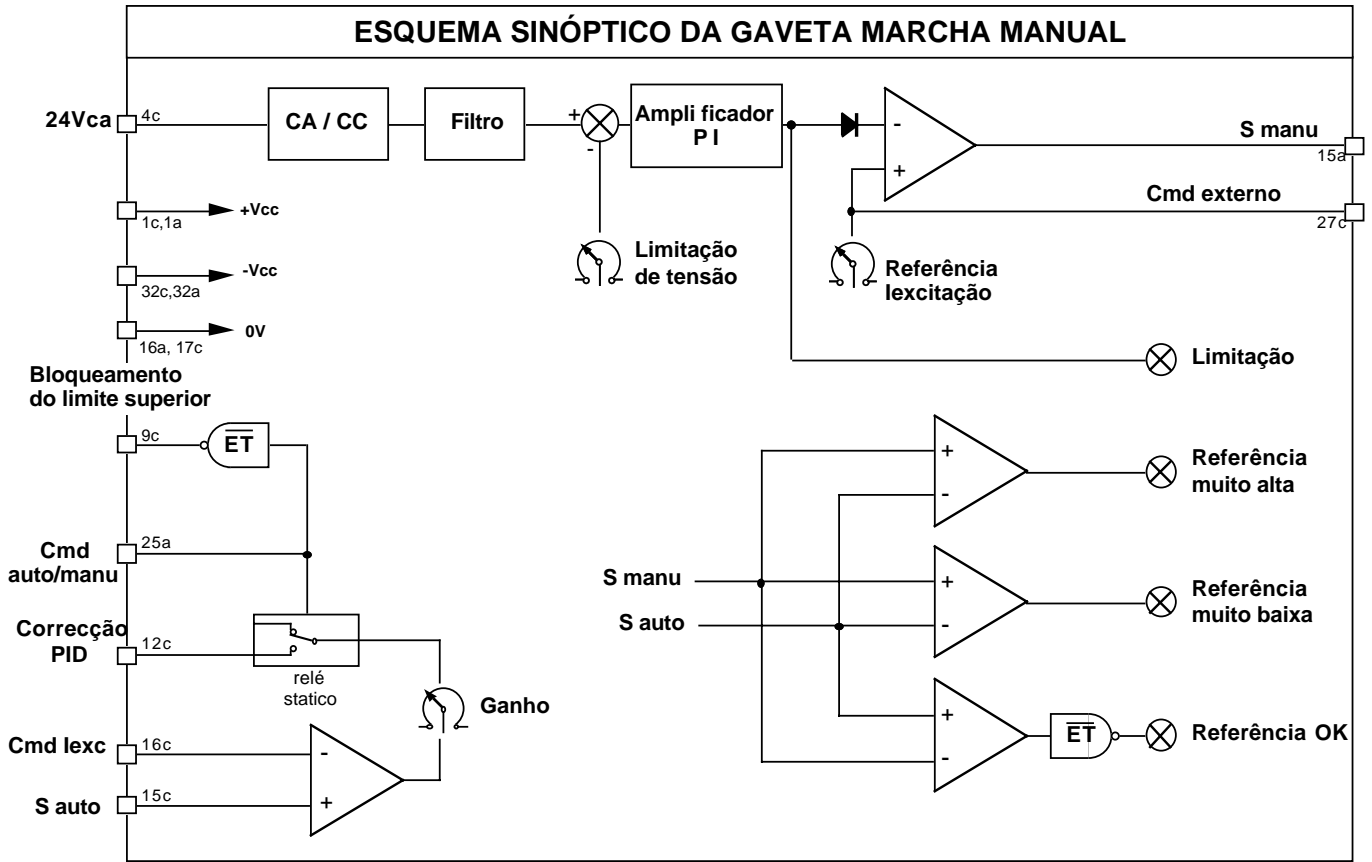 ESQUEMA SINÓPTICO DA GAVETA MARCHA MANUAL
24Vca
4c
CA / CC
Filtro
+
-
Ampli ficador
P I
-
+
S manu
15a
Cmd externo
27c
1c,1a
+Vcc
32c,32a
-Vcc
16a, 17c
0V
Limitação
de tensão
Referência
Iexcitação
Limitação
Bloqueamento
do limite superior
9c
ET
Cmd
auto/manu
25a
Correcção
PID
12c
relé
statico
Ganho
Cmd Iexc
16c
-
S auto
15c
+
S manu
S auto
+
-
Referência
muito alta
+
-
Referência
muito baixa
+
-
ET
Referência OK